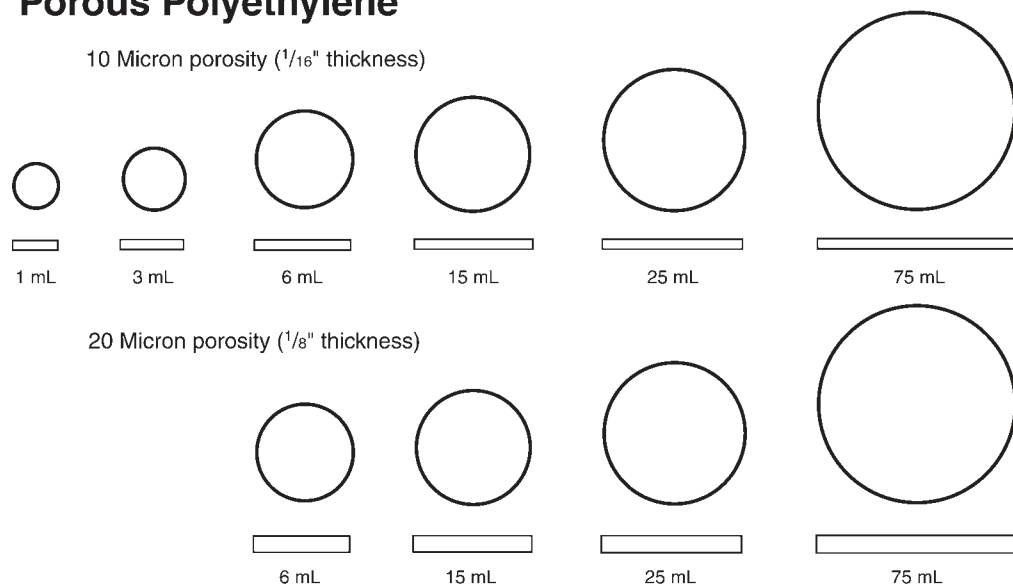 Porous Polyethylene
10 Micron porosity (1/16" thickness)
1 mL 3 mL 6 mL 15 mL 25 mL 75 mL
20 Micron porosity (1/8" thickness)
6 mL 15 mL 25 mL 75 mL